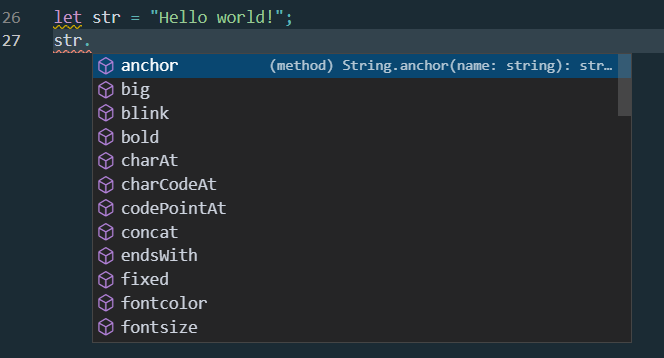 26 let str = "Hello world!";
27 str.
anchor (method) String.anchor(name: string): str…
big
blink
bold
charAt
charCodeAt
codePointAt
concat
endsWith
fixed
fontcolor
fontsize